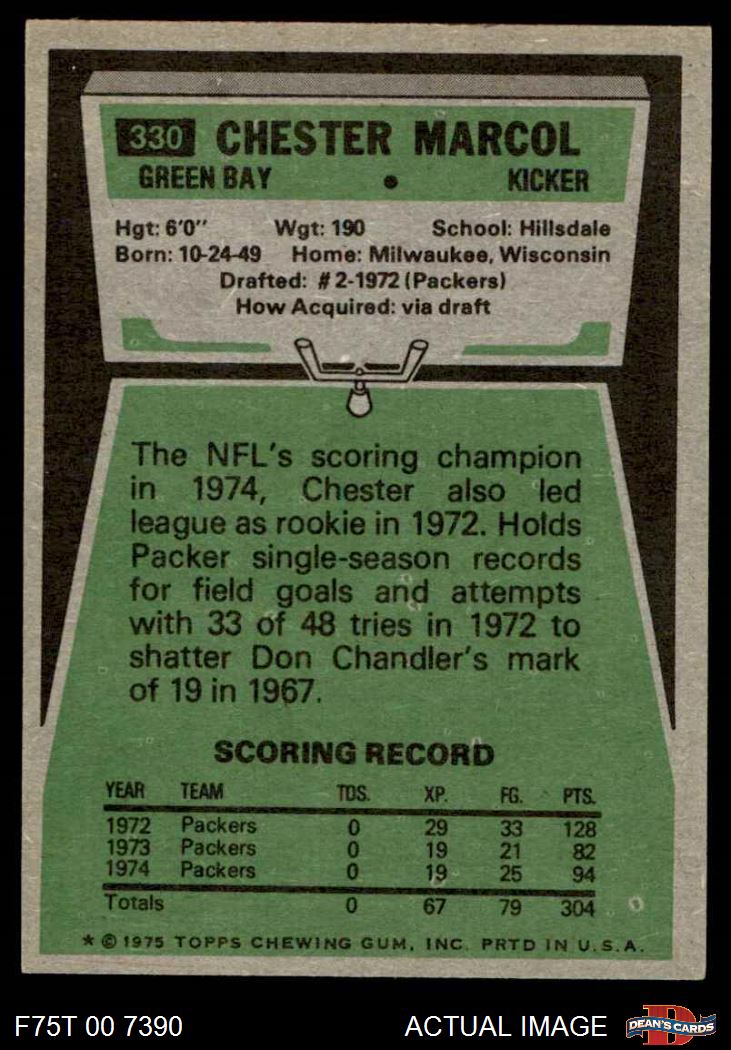 330 CHESTER MARCOL
GREEN BAY • KICKER
Hgt: 6'0" Wgt: 190 School: Hillsdale
Born: 10-24-49 Home: Milwaukee, Wisconsin
Drafted: #2-1972 (Packers)
How Acquired: via draft
The NFL's scoring champion
in 1974, Chester also led
league as rookie in 1972. Holds
Packer single-season records
for field goals and attempts
with 33 of 48 tries in 1972 to
shatter Don Chandler's mark
of 19 in 1967.
SCORING RECORD
YEAR TEAM TDS. XP. FG. PTS.
1972 Packers 0 29 33 128
1973 Packers 0 19 21 82
1974 Packers 0 19 25 94
Totals 0 67 79 304
* © 1975 TOPPS CHEWING GUM, INC. PRTD IN U.S.A.
F75T 00 7390 ACTUAL IMAGE D DEAN'S CARDS